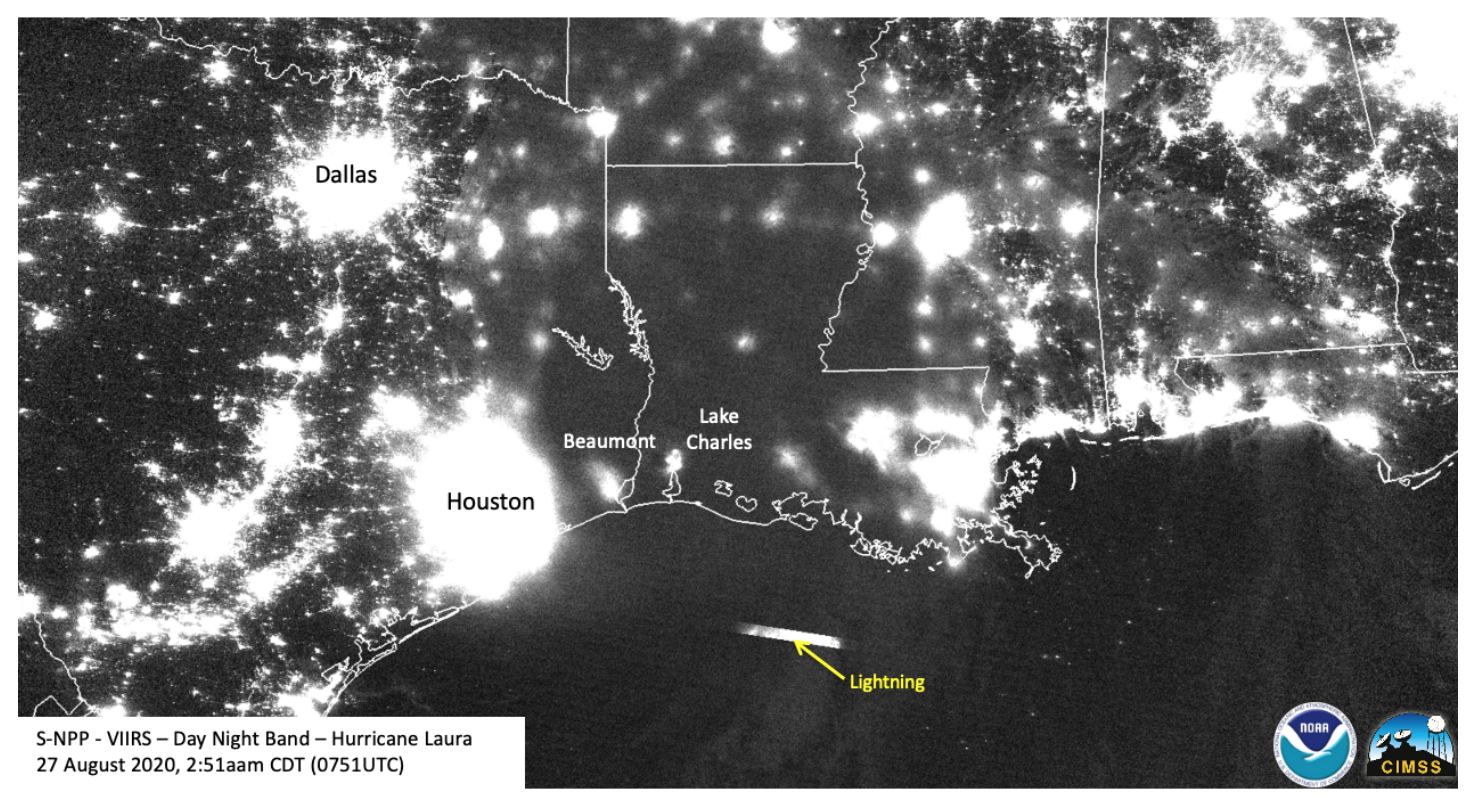 Dallas
Lake
Charles
Beaumont
Houston
Lightning
S-NPP - VIIRS – Day Night Band – Hurricane Laura
27 August 2020, 2:51aam CDT (0751UTC)
NOAA
CIMSS